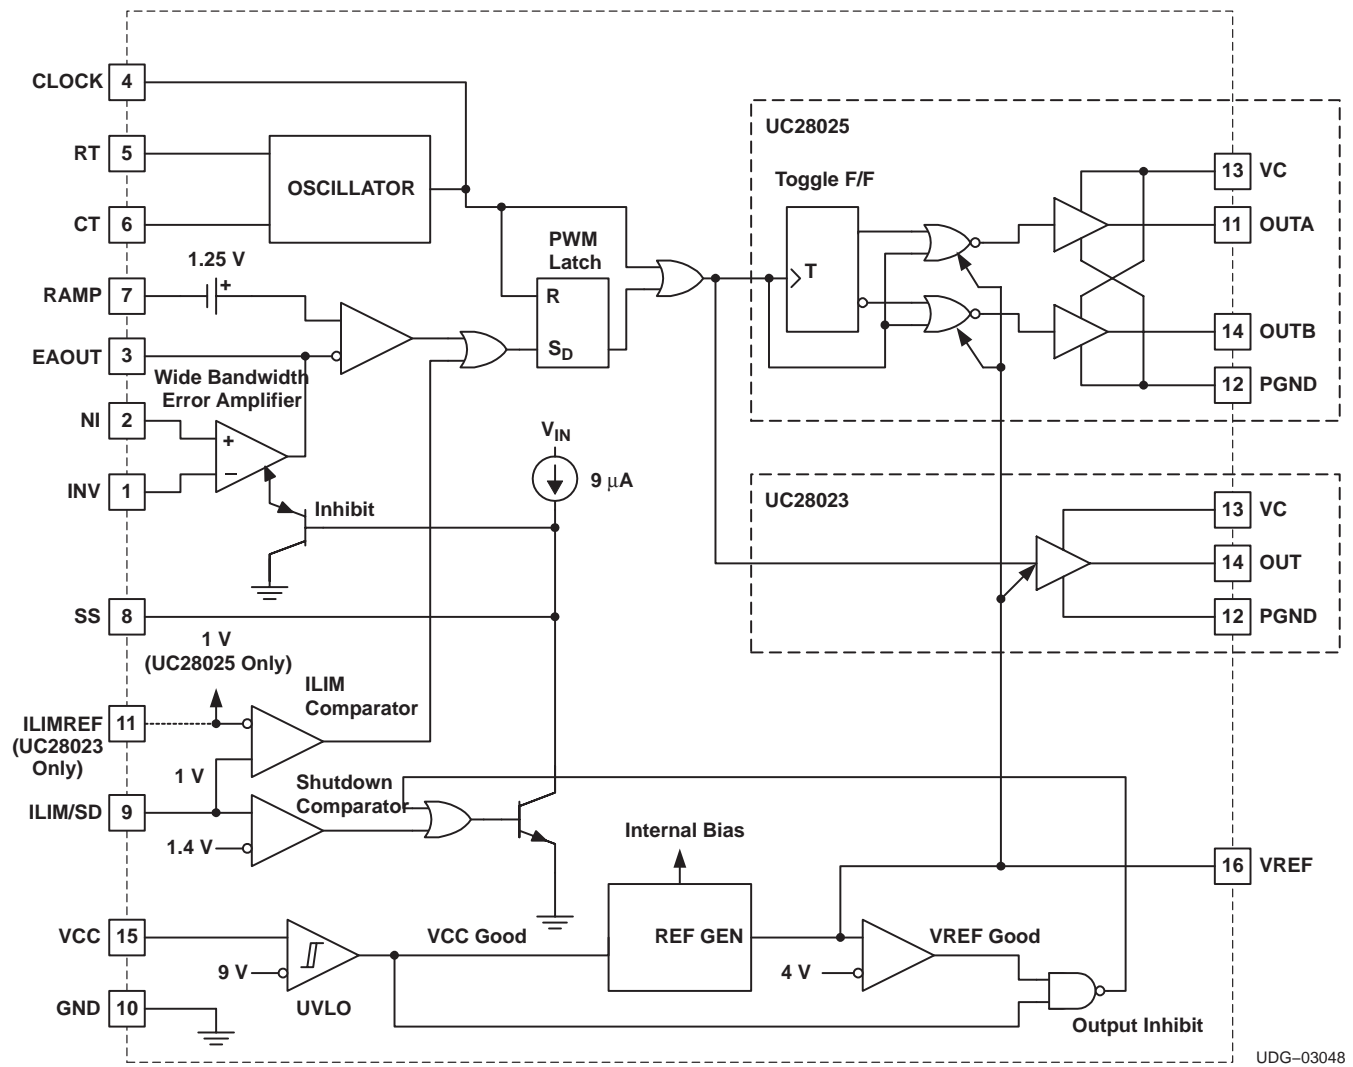 CLOCK 4
RT 5
CT 6
OSCILLATOR
1.25 V
+
RAMP 7
EAOUT 3
Wide Bandwidth
Error Amplifier
NI 2
+
−
INV 1
Inhibit
PWM
Latch
R
SD
VIN
9 μA
SS 8
1 V
(UC28025 Only)
ILIM
Comparator
ILIMREF 11
(UC28023
Only)
1 V
Shutdown
Comparator
ILIM/SD 9
1.4 V
VCC 15
9 V
UVLO
GND 10
VCC Good
Internal Bias
REF GEN
4 V
VREF Good
Output Inhibit
UC28025
Toggle F/F
T
13 VC
11 OUTA
14 OUTB
12 PGND
UC28023
13 VC
14 OUT
12 PGND
16 VREF
UDG–03048